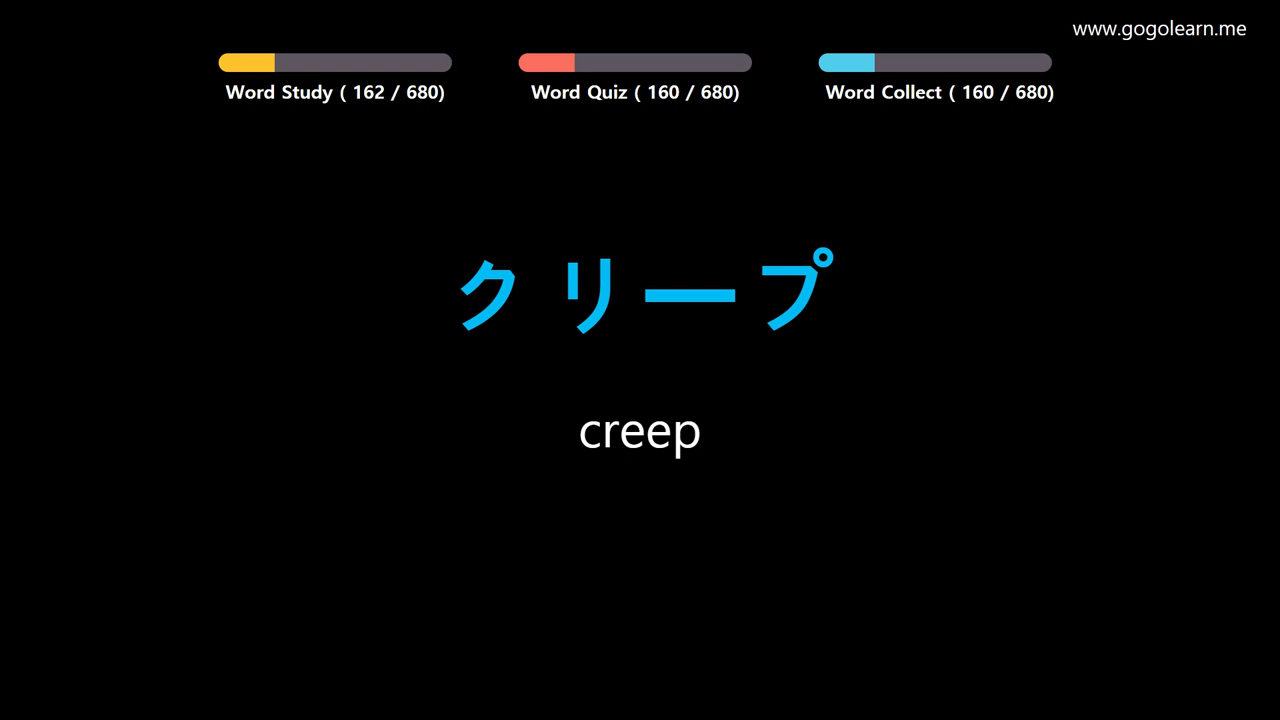 www.gogolearn.me
Word Study ( 162 / 680)
Word Quiz ( 160 / 680)
Word Collect ( 160 / 680)
クリープ
creep